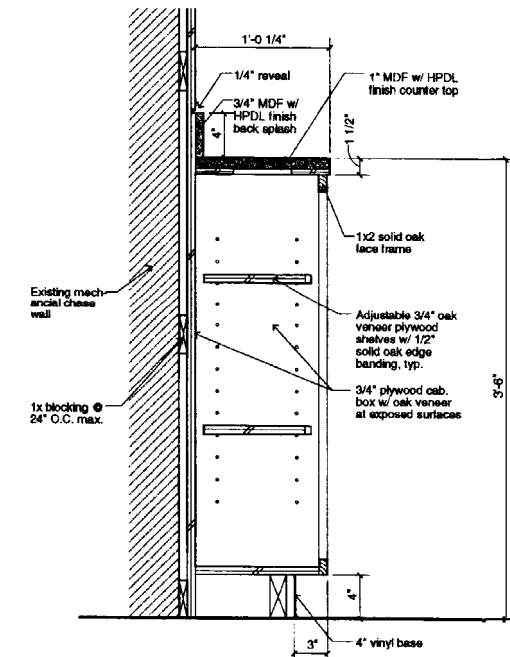 1'-0 1/4"
1/4" reveal
3/4" MDF w/
HPDL finish
back splash
4"
1" MDF w/ HPDL
finish counter top
1 1/2"
1x2 solid oak
face frame
Existing mech-
ancial chase
wall
Adjustable 3/4" oak
veneer plywood
shelves w/ 1/2"
solid oak edge
banding, typ.
3/4" plywood cab.
box w/ oak veneer
at exposed surfaces
3'-6"
1x blocking @
24" O.C. max.
4"
4" vinyl base
3"